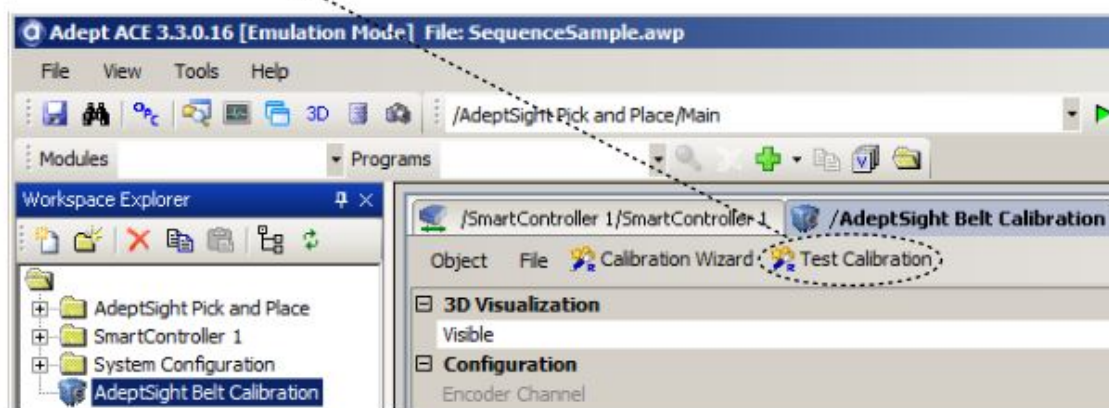 Adept ACE 3.3.0.16 [Emulation Mode] File: SequenceSample.awp
File View Tools Help
OPC 3D /AdeptSight Pick and Place/Main
Modules Programs
Workspace Explorer
/SmartController 1/SmartController 1 /AdeptSight Belt Calibration
Object File Calibration Wizard Test Calibration
AdeptSight Pick and Place
SmartController 1
System Configuration
AdeptSight Belt Calibration
3D Visualization
Visible
Configuration
Encoder Channel